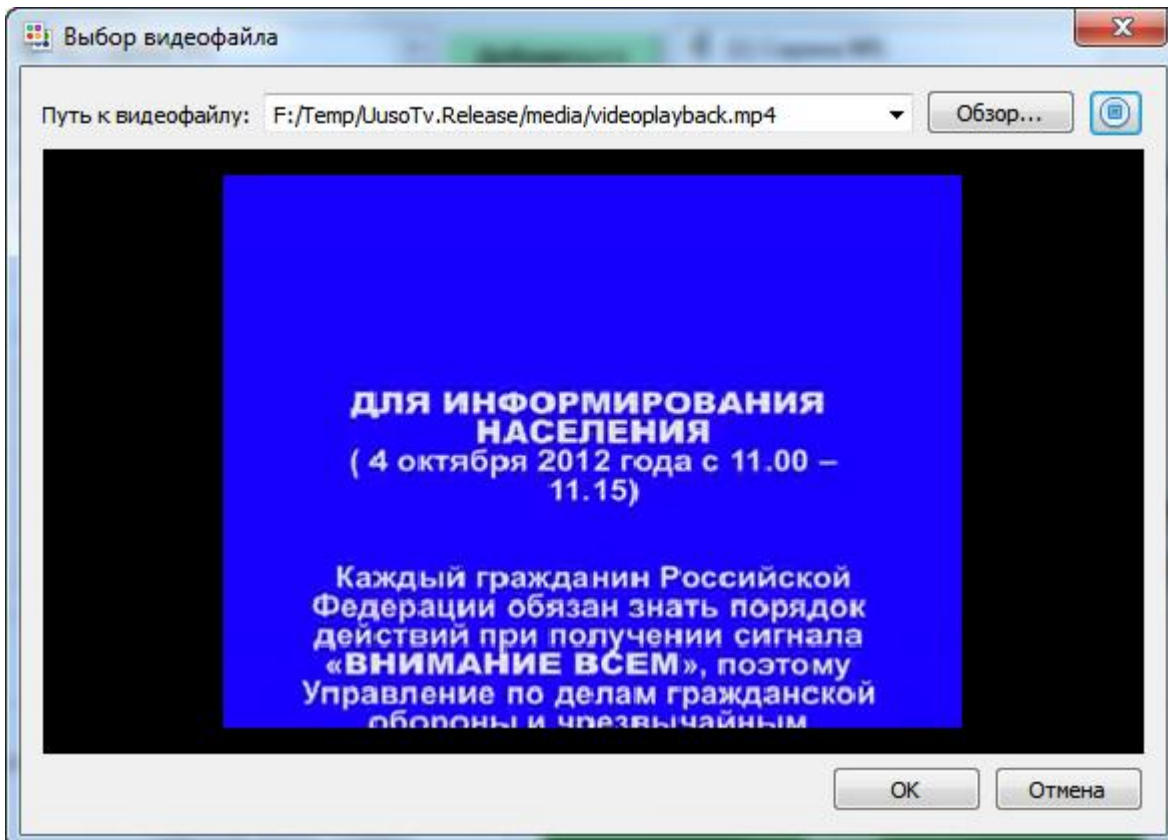 Выбор видеофайла
Путь к видеофайлу: F:/Temp/UusoTv.Release/media/videoplayback.mp4 Обзор...
ДЛЯ ИНФОРМИРОВАНИЯ
НАСЕЛЕНИЯ
( 4 октября 2012 года с 11.00 –
11.15)
Каждый гражданин Российской
Федерации обязан знать порядок
действий при получении сигнала
«ВНИМАНИЕ ВСЕМ», поэтому
Управление по делам гражданской
обороны и чрезвычайным
OK Отмена